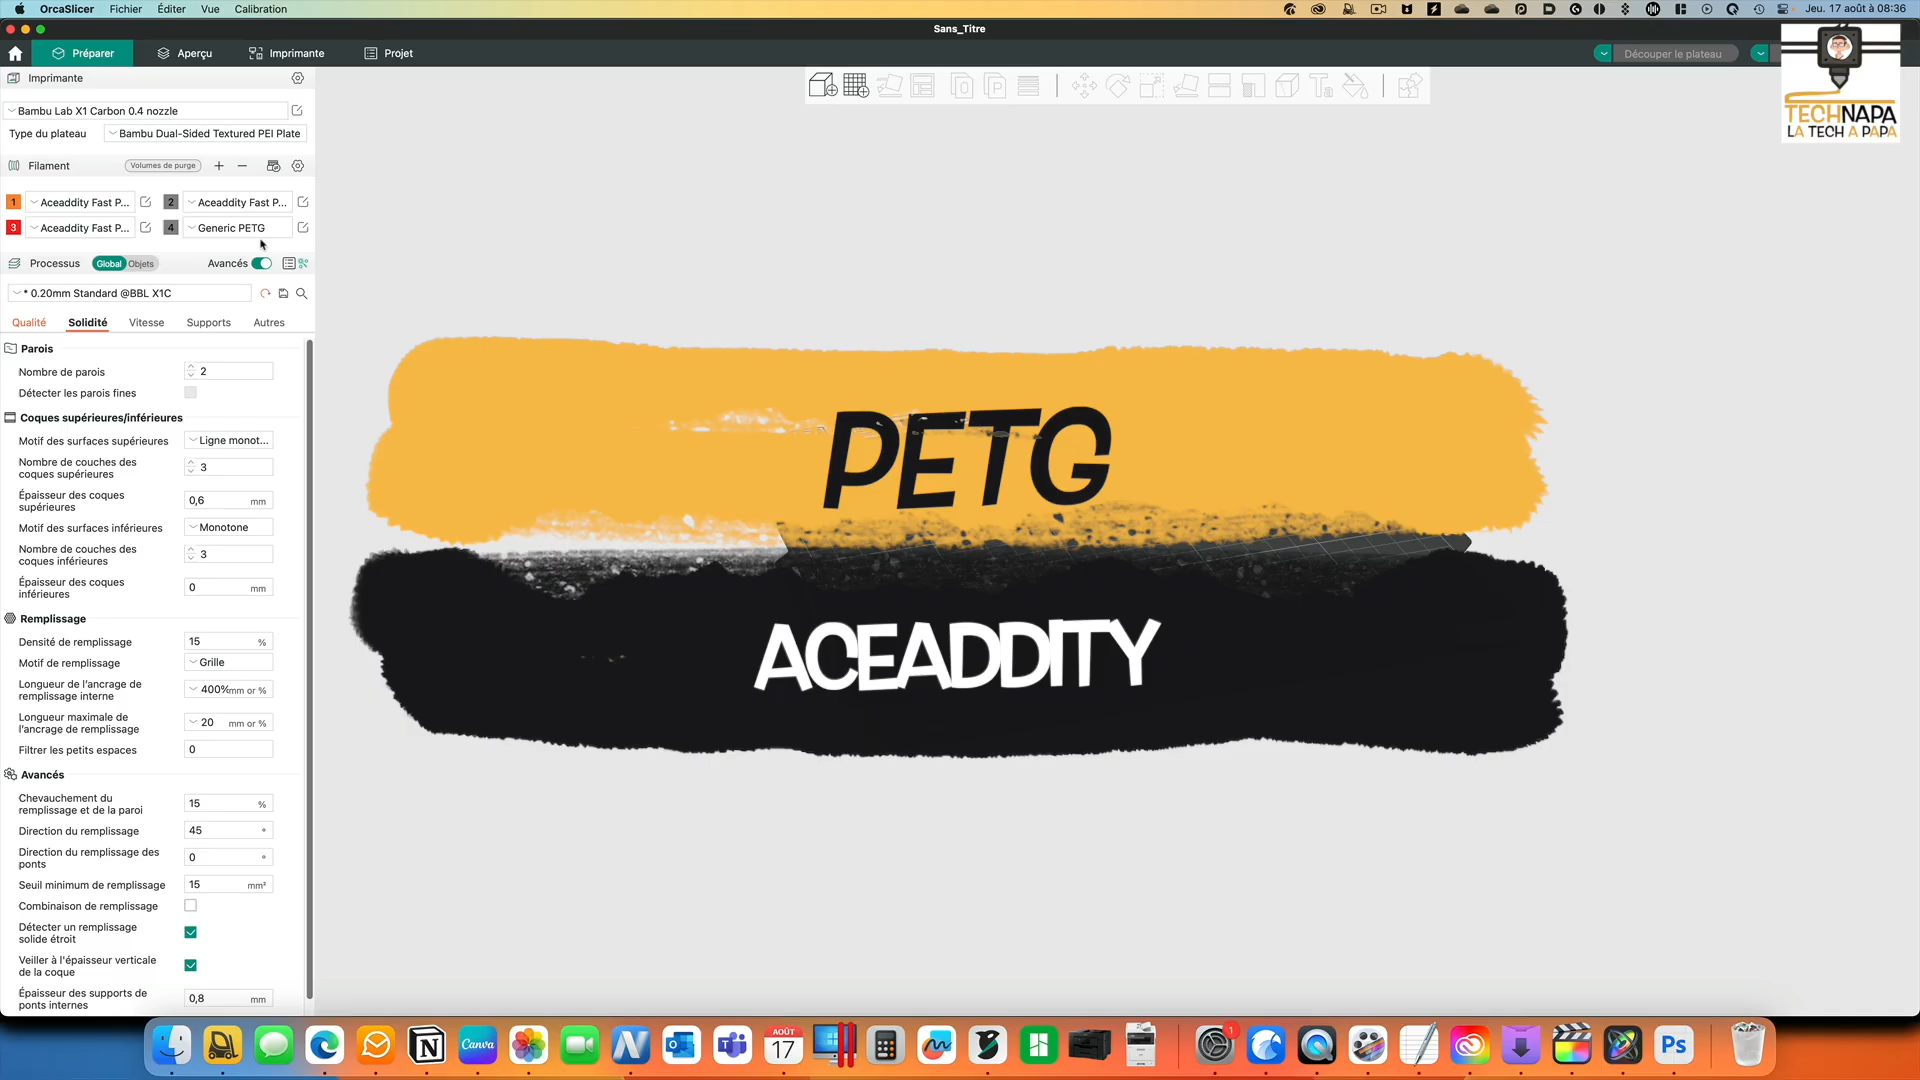 OrcaSlicer Fichier Éditer Vue Calibration
Jeu. 17 août à 08:36
Sans_Titre
Préparer Aperçu Imprimante Projet
Découper le plateau
TECHNAPA
LA TECH A PAPA
Imprimante
Bambu Lab X1 Carbon 0.4 nozzle
Type du plateau Bambu Dual-Sided Textured PEI Plate
Filament Volumes de purge
1 Aceaddity Fast P... 2 Aceaddity Fast P...
3 Aceaddity Fast P... 4 Generic PETG
Processus Global Objets Avancés
* 0.20mm Standard @BBL X1C
Qualité Solidité Vitesse Supports Autres
Parois
Nombre de parois 2
Détecter les parois fines
Coques supérieures/inférieures
Motif des surfaces supérieures Ligne monot...
Nombre de couches des
coques supérieures 3
Épaisseur des coques
supérieures 0,6 mm
Motif des surfaces inférieures Monotone
Nombre de couches des
coques inférieures 3
Épaisseur des coques
inférieures 0 mm
Remplissage
Densité de remplissage 15 %
Motif de remplissage Grille
Longueur de l'ancrage de
remplissage interne 400% mm or %
Longueur maximale de
l'ancrage de remplissage 20 mm or %
Filtrer les petits espaces 0
Avancés
Chevauchement du
remplissage et de la paroi 15 %
Direction du remplissage 45 °
Direction du remplissage des
ponts 0 °
Seuil minimum de remplissage 15 mm²
Combinaison de remplissage
Détecter un remplissage
solide étroit
Veiller à l'épaisseur verticale
de la coque
Épaisseur des supports de
ponts internes 0,8 mm
PETG
ACEADDITY
Canva
AOÛT
17
1
Ps